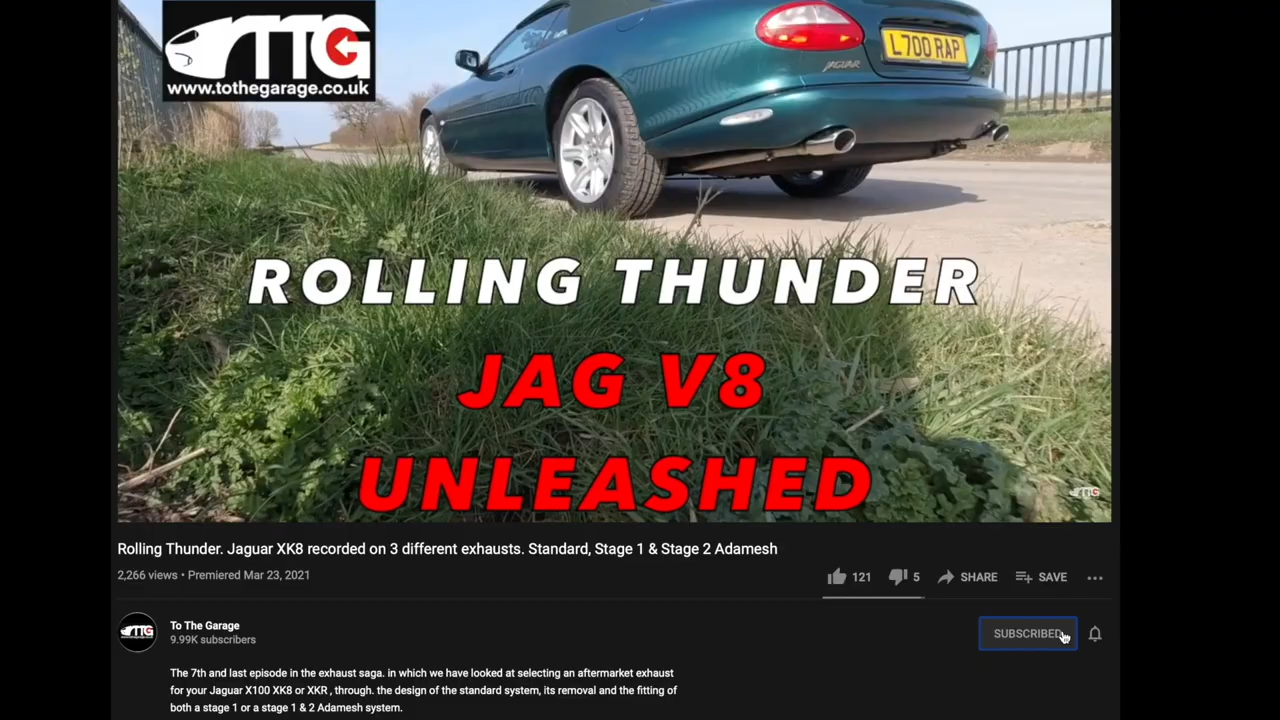 TTG
www.tothegarage.co.uk
L700 RAP
JAGUAR
ROLLING THUNDER
JAG V8
UNLEASHED
TTG
Rolling Thunder. Jaguar XK8 recorded on 3 different exhausts. Standard, Stage 1 & Stage 2 Adamesh
2,266 views • Premiered Mar 23, 2021
121
5
SHARE
SAVE
TTG
To The Garage
9.99K subscribers
SUBSCRIBED
The 7th and last episode in the exhaust saga. in which we have looked at selecting an aftermarket exhaust
for your Jaguar X100 XK8 or XKR , through. the design of the standard system, its removal and the fitting of
both a stage 1 or a stage 1 & 2 Adamesh system.